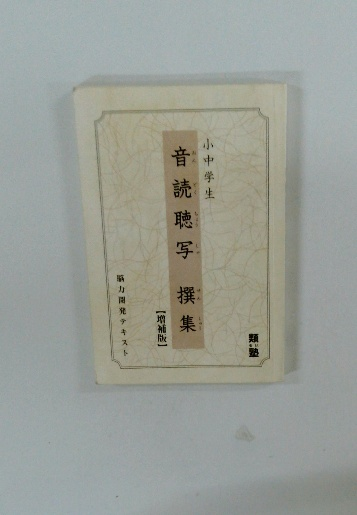 小中学生
音読聴写 撰集
【増補版】
脳力開発テキスト
類塾